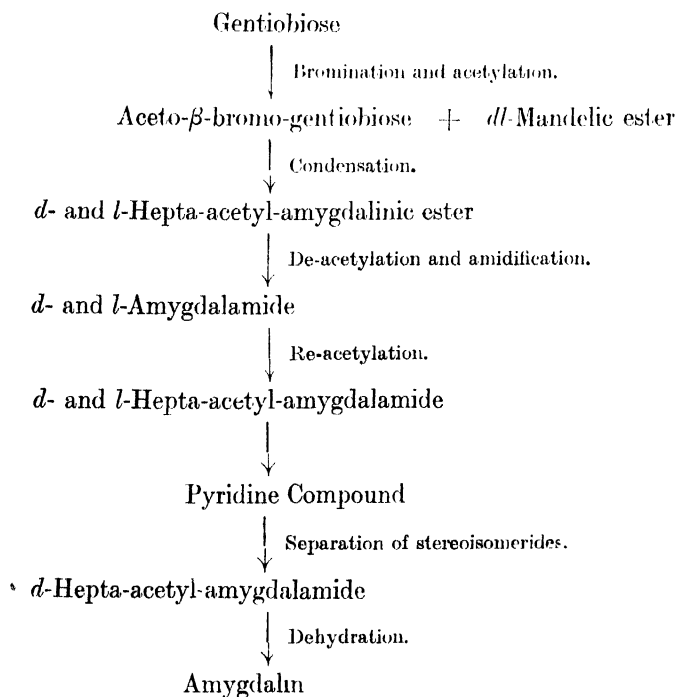 Gentiobiose
Bromination and acetylation.
Aceto-β-bromo-gentiobiose + dl-Mandelic ester
Condensation.
d- and l-Hepta-acetyl-amygdalinic ester
De-acetylation and amidification.
d- and l-Amygdalamide
Re-acetylation.
d- and l-Hepta-acetyl-amygdalamide
Pyridine Compound
Separation of stereoisomerides.
d-Hepta-acetyl-amygdalamide
Dehydration.
Amygdalin